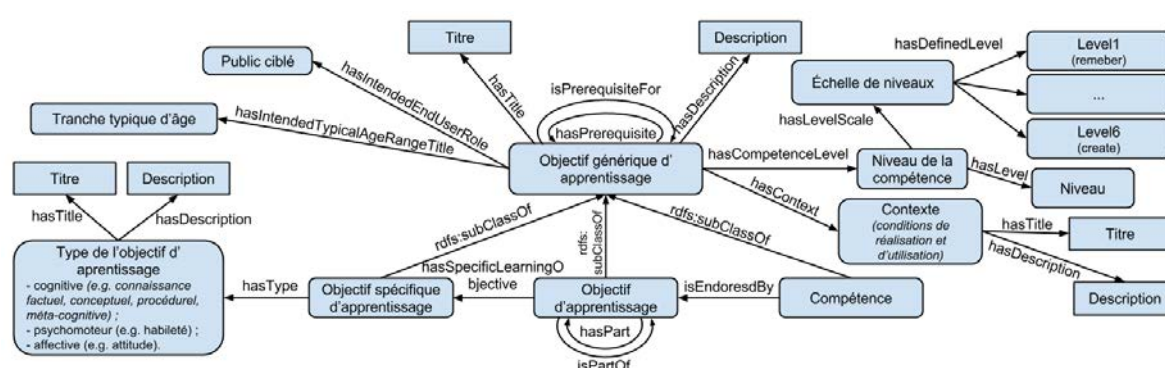 Titre
Description
hasDefinedLevel
Level1
(remeber)
Public ciblé
hasIntendedEndUserRole
hasTitle
isPrerequisiteFor
hasDescription
Échelle de niveaux
...
Tranche typique d'âge
hasIntendedTypicalAgeRangeTitle
hasPrerequisite
hasLevelScale
Level6
(create)
Objectif générique d'
apprentissage
hasCompetenceLevel
Niveau de la
compétence
hasLevel
Niveau
Titre
Description
hasTitle
hasDescription
hasContext
Contexte
(conditions de
réalisation et
d'utilisation)
hasTitle
Titre
hasDescription
Description
rdfs:subClassOf
rdfs:
subClassOf
rdfs:subClassOf
Type de l'objectif d'
aprentissage
- cognitive (e.g. connaissance
factuel, conceptuel, procédurel,
méta-cognitive) ;
- psychomoteur (e.g. habileté) ;
- affective (e.g. attitude).
hasType
Objectif spécifique
d'apprentissage
hasSpecificLearningO
bjective
Objectif
d'apprentissage
isEndoresdBy
Compétence
hasPart
isPartOf